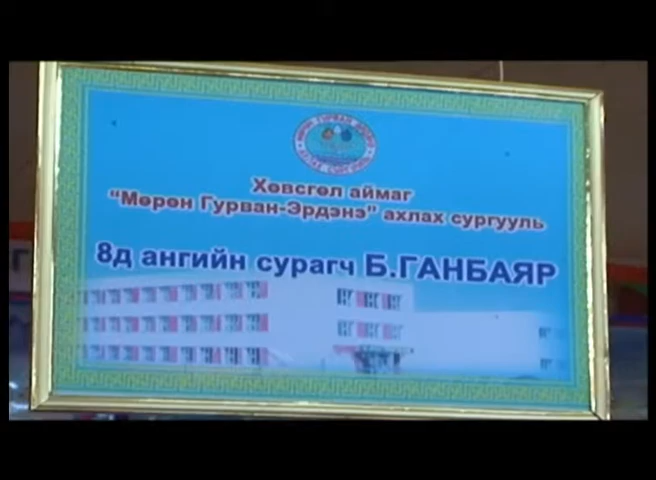 Хөвсгөл аймаг
“Мөрөн Гурван-Эрдэнэ” ахлах сургууль
8д ангийн сурагч Б.ГАНБАЯР